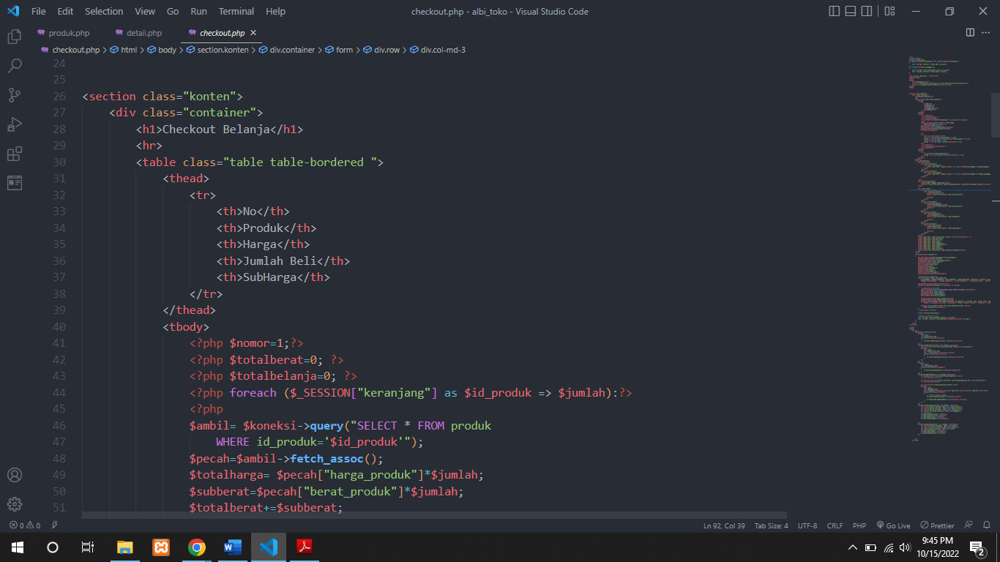 File Edit Selection View Go Run Terminal Help checkout.php - albi_toko - Visual Studio Code
produk.php detail.php checkout.php
checkout.php > html > body > section.konten > div.container > form > div.row > div.col-md-3
24
25
26 <section class="konten">
27 <div class="container">
28 <h1>Checkout Belanja</h1>
29 <hr>
30 <table class="table table-bordered ">
31 <thead>
32 <tr>
33 <th>No</th>
34 <th>Produk</th>
35 <th>Harga</th>
36 <th>Jumlah Beli</th>
37 <th>SubHarga</th>
38 </tr>
39 </thead>
40 <tbody>
41 <?php $nomor=1;?>
42 <?php $totalberat=0; ?>
43 <?php $totalbelanja=0; ?>
44 <?php foreach ($_SESSION["keranjang"] as $id_produk => $jumlah):?>
45 <?php
46 $ambil= $koneksi->query("SELECT * FROM produk
47 WHERE id_produk='$id_produk'");
48 $pecah=$ambil->fetch_assoc();
49 $totalharga= $pecah["harga_produk"]*$jumlah;
50 $subberat=$pecah["berat_produk"]*$jumlah;
51 $totalberat+=$subberat;
0 0 Ln 92, Col 39 Tab Size: 4 UTF-8 CRLF PHP Go Live Prettier
9:45 PM
10/15/2022
2